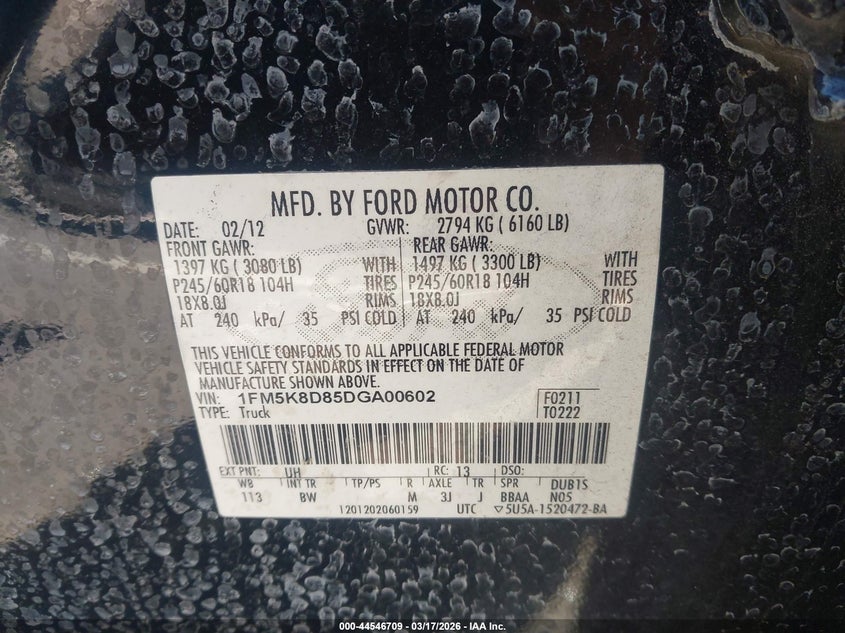 MFD. BY FORD MOTOR CO.
DATE: 02/12 GVWR: 2794 KG ( 6160 LB)
FRONT GAWR: REAR GAWR:
1397 KG ( 3080 LB) WITH 1497 KG ( 3300 LB) WITH
P245/60R18 104H TIRES P245/60R18 104H TIRES
18X8.0J RIMS 18X8.0J RIMS
AT 240 kPa/ 35 PSI COLD AT 240 kPa/ 35 PSI COLD
THIS VEHICLE CONFORMS TO ALL APPLICABLE FEDERAL MOTOR
VEHICLE SAFETY STANDARDS IN EFFECT ON THE DATE OF
MANUFACTURE SHOWN ABOVE.
VIN: 1FM5K8D85DGA00602 F0211
TYPE: Truck T0222
EXT PNT: UH RC: 13 DSO:
WB INT TR TP/PS R AXLE TR SPR DUB1S
113 BW M 3J J BBAA N05
1201202060159 UTC ▽5U5A-1520472-BA
000-44546709 - 03/17/2026 - IAA Inc.